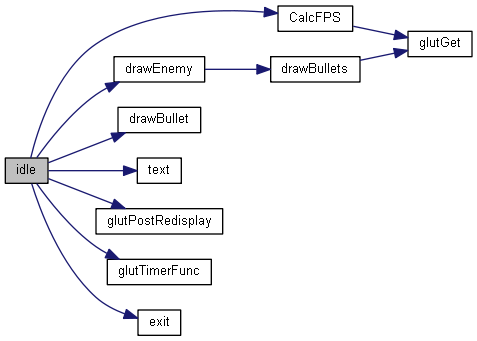 CalcFPS
glutGet
drawEnemy
drawBullets
drawBullet
idle
text
glutPostRedisplay
glutTimerFunc
exit